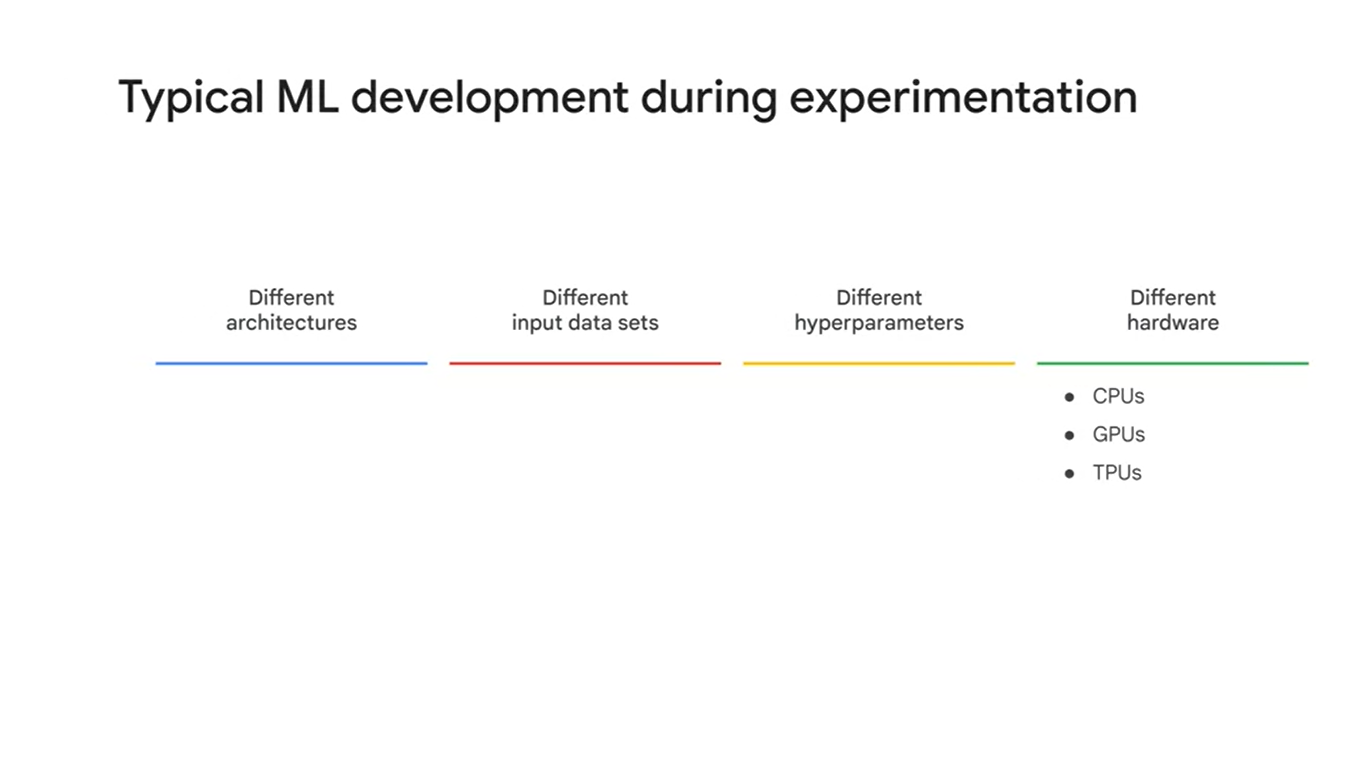 Typical ML development during experimentation
Different
architectures
Different
input data sets
Different
hyperparameters
Different
hardware
● CPUs
● GPUs
● TPUs